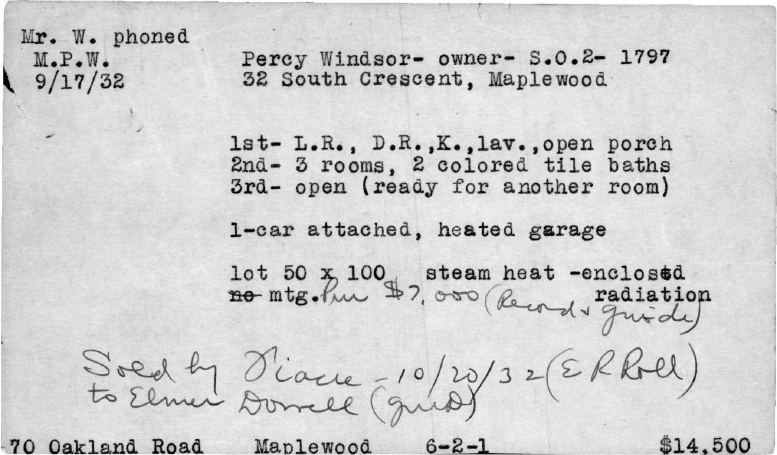 Mr. W. phoned
M.P.W.
9/17/32
Percy Windsor- owner- S.O.2- 1797
32 South Crescent, Maplewood
1st- L.R., D.R.,K.,lav.,open porch
2nd- 3 rooms, 2 colored tile baths
3rd- open (ready for another room)
1-car attached, heated garage
lot 50 x 100 steam heat -enclosed
no mtg. $7,000 (Record & Guide) radiation
Sold by 10/20/32 (E R Roll)
to Elmer (Guide)
70 Oakland Road Maplewood 6-2-1 $14,500